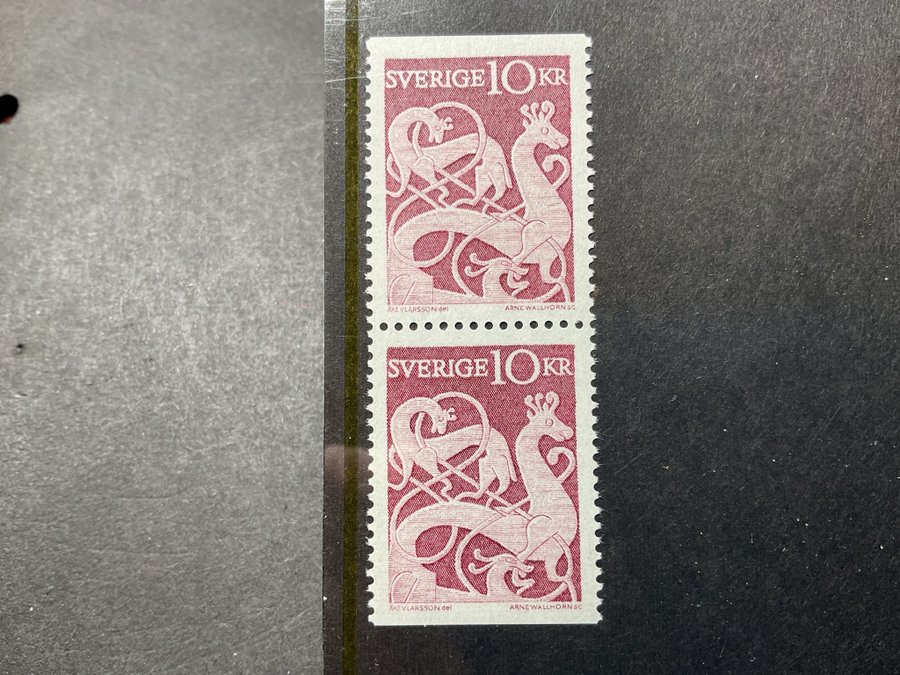 SVERIGE 10 KR
ÅKE V LARSSON del ARNE WALLHORN SC
SVERIGE 10 KR
ÅKE V LARSSON del ARNE WALLHORN SC